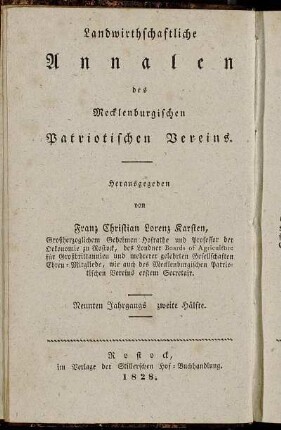 Landwirthschaftliche
Annalen
des
Mecklenburgischen
Patriotischen Vereins.
Herausgegeben
von
Franz Christian Lorenz Karsten,
Großherzoglichem Geheimen Hofrathe und Professor der
Oekonomie zu Rostock, des Londner Boards of Agriculture
für Großbrittannien und mehrerer gelehrten Gesellschaften
Ehren-Mitgliede, wie auch des Mecklenburgischen Patrio-
tischen Vereins erstem Secretair.
Neunten Jahrgangs zweite Hälfte.
Rostock,
im Verlage der Stillerschen Hof-Buchhandlung.
1828.